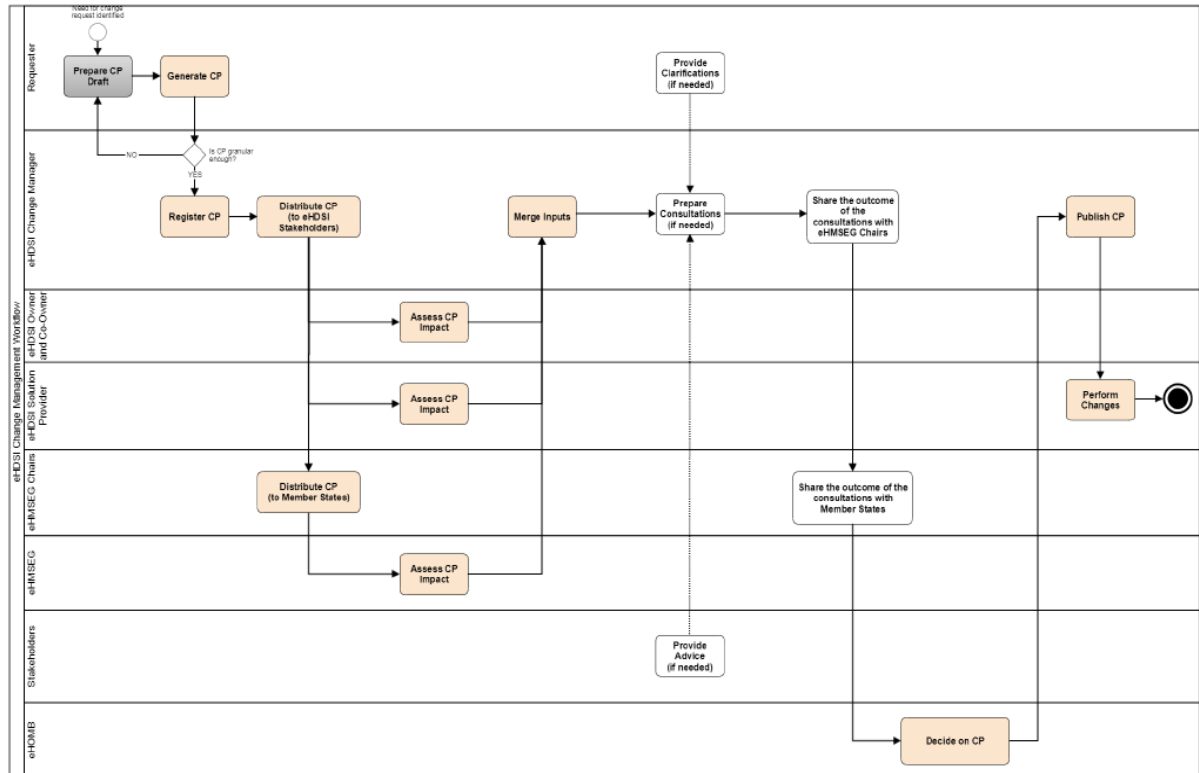 Need for change
request identified
Prepare CP
Draft
Generate CP
Provide
Clarifications
(if needed)
Requester
NO
Is CP granular
enough?
YES
Register CP
Distribute CP
(to eHDSI
Stakeholders)
Merge Inputs
Prepare
Consultations
(if needed)
Share the outcome
of the
consultations with
eHMSEG Chairs
Publish CP
eHDSI Change Manager
eHDSI Change Management Workflow
Assess CP
Impact
eHDSI Owner
and Co-Owner
Assess CP
Impact
Perform
Changes
eHDSI Solution
Provider
Distribute CP
(to Member States)
Share the outcome of the
consultations with
Member States
eHMSEG Chairs
Assess CP
Impact
eHMSEG
Provide
Advice
(if needed)
Stakeholders
Decide on CP
eHOMB